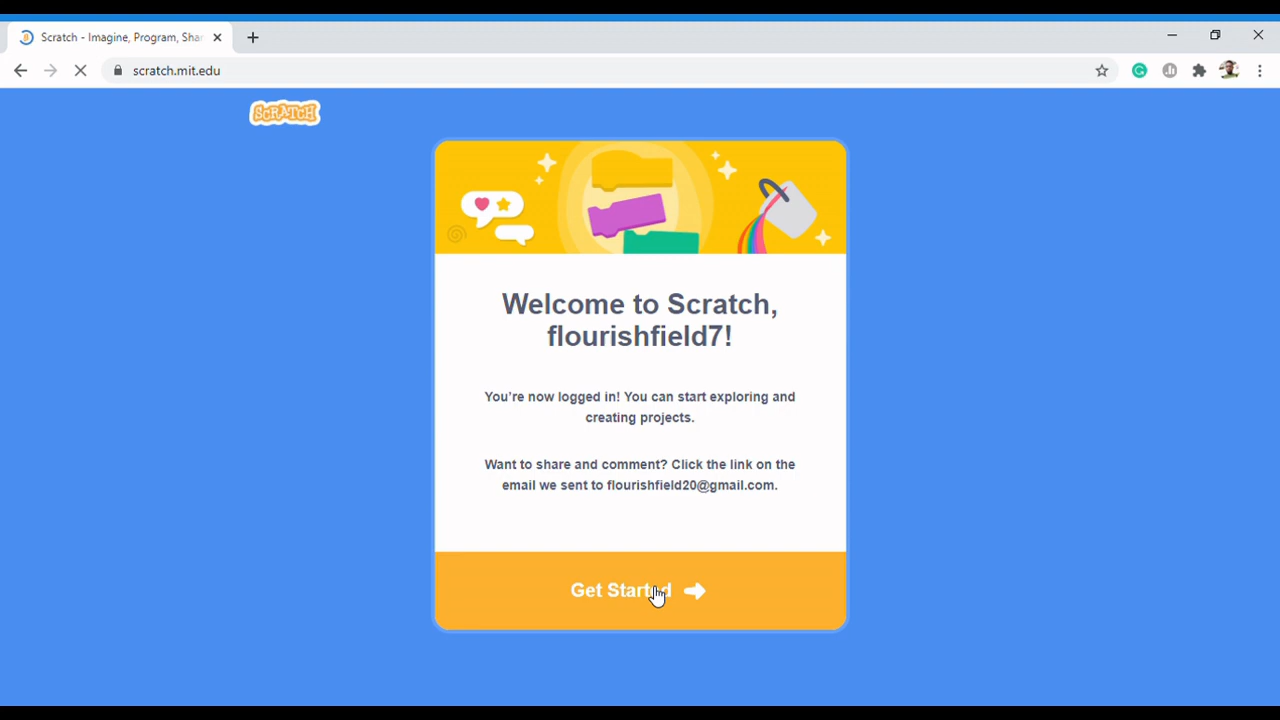 Scratch - Imagine, Program, Shar
scratch.mit.edu
SCRATCH
Welcome to Scratch,
flourishfield7!
You're now logged in! You can start exploring and
creating projects.
Want to share and comment? Click the link on the
email we sent to flourishfield20@gmail.com.
Get Started